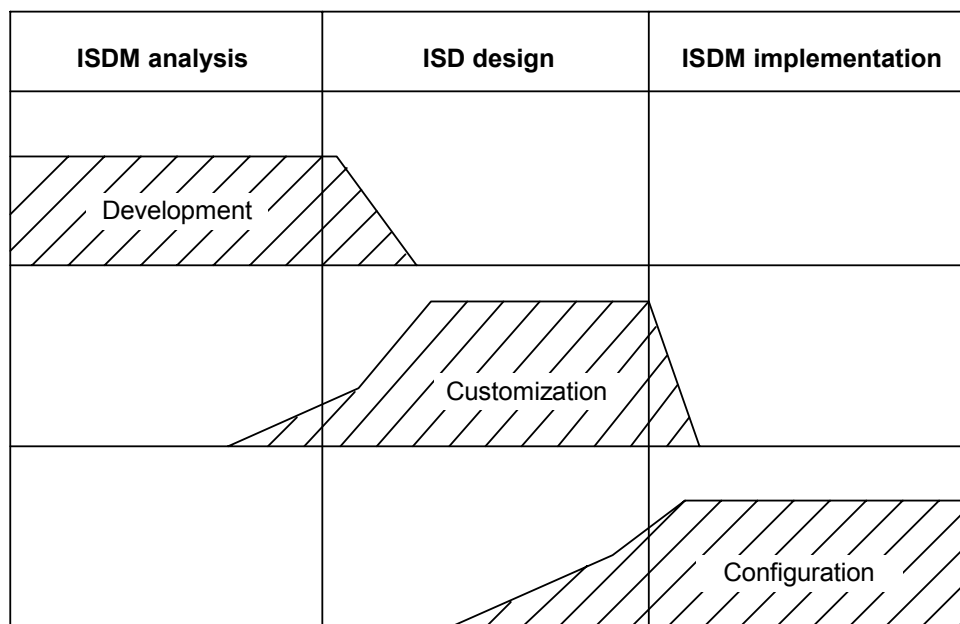 ISDM analysis
ISD design
ISDM implementation
Development
Customization
Configuration